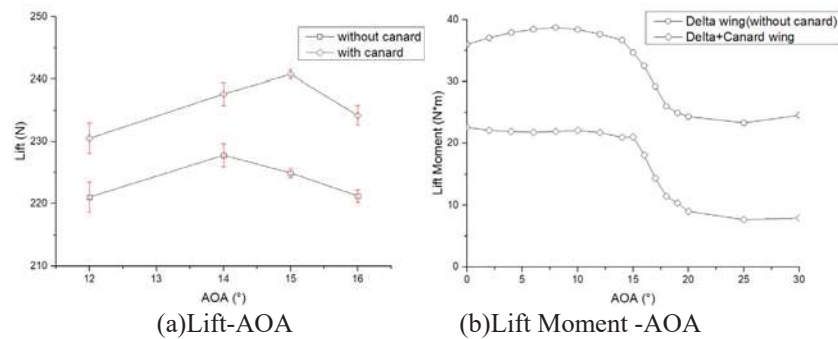 250
240
230
220
210
Lift (N)
12
13
14
15
16
AOA (°)
without canard
with canard
(a)Lift-AOA
40
30
20
10
0
Lift Moment (N*m)
0
5
10
15
20
25
30
AOA (°)
Delta wing(without canard)
Delta+Canard wing
(b)Lift Moment -AOA